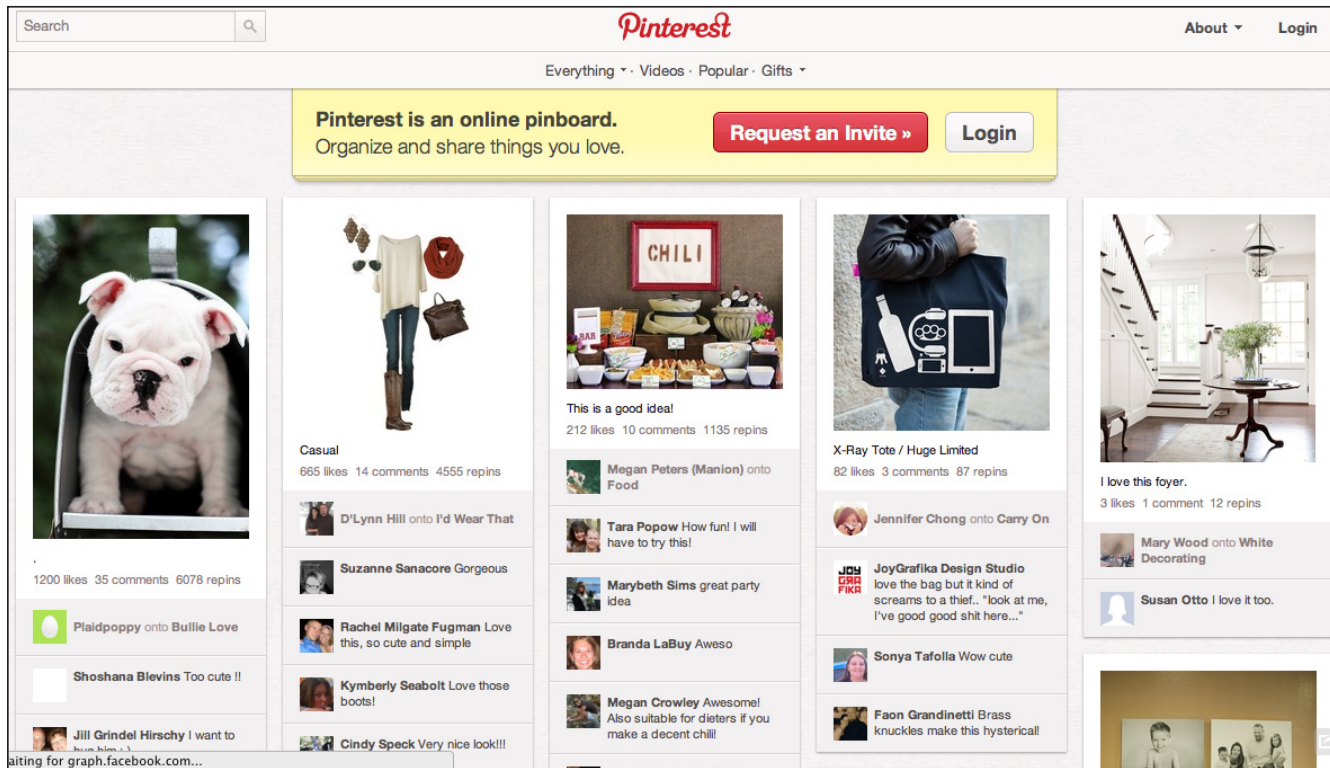 Search
Pinterest
About
Login
Everything · Videos · Popular · Gifts
Pinterest is an online pinboard.
Organize and share things you love.
Request an Invite »
Login
.
1200 likes 35 comments 6078 repins
Plaidpoppy onto Bullie Love
Shoshana Blevins Too cute !!
Jill Grindel Hirschy I want to
hug him :-)
Casual
665 likes 14 comments 4555 repins
D'Lynn Hill onto I'd Wear That
Suzanne Sanacore Gorgeous
Rachel Milgate Fugman Love
this, so cute and simple
Kymberly Seabolt Love those
boots!
Cindy Speck Very nice look!!!
CHILI
BAR
This is a good idea!
212 likes 10 comments 1135 repins
Megan Peters (Manion) onto
Food
Tara Popow How fun! I will
have to try this!
Marybeth Sims great party
idea
Branda LaBuy Aweso
Megan Crowley Awesome!
Also suitable for dieters if you
make a decent chili!
X-Ray Tote / Huge Limited
82 likes 3 comments 87 repins
Jennifer Chong onto Carry On
JOY
GRA
FIKA
JoyGrafika Design Studio
love the bag but it kind of
screams to a thief.. "look at me,
I've good good shit here..."
Sonya Tafolla Wow cute
Faon Grandinetti Brass
knuckles make this hysterical!
I love this foyer.
3 likes 1 comment 12 repins
Mary Wood onto White
Decorating
Susan Otto I love it too.
aiting for graph.facebook.com...